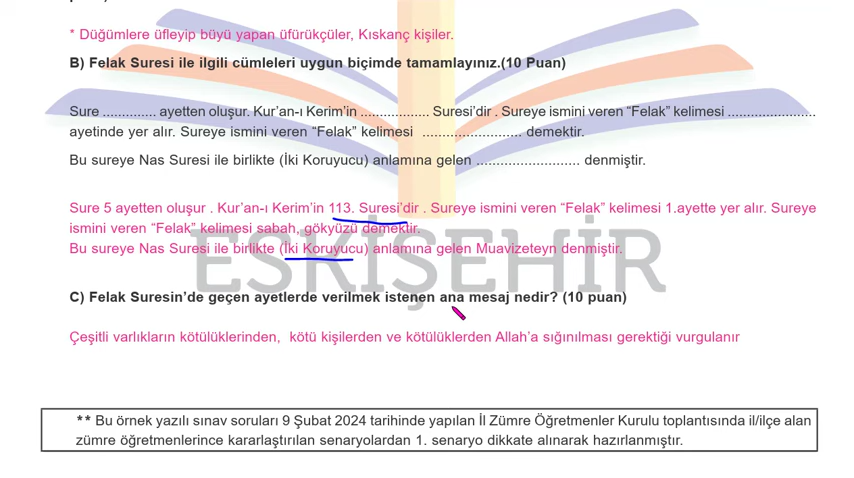 * Düğümlere üfleyip büyü yapan üfürükçüler, Kıskanç kişiler.
B) Felak Suresi ile ilgili cümleleri uygun biçimde tamamlayınız.(10 Puan)
Sure .............. ayetten oluşur. Kur’an-ı Kerim’in .................. Suresi’dir . Sureye ismini veren “Felak” kelimesi .......................
ayetinde yer alır. Sureye ismini veren “Felak” kelimesi .......................... demektir.
Bu sureye Nas Suresi ile birlikte (İki Koruyucu) anlamına gelen ........................... denmiştir.
Sure 5 ayetten oluşur . Kur’an-ı Kerim’in 113. Suresi’dir . Sureye ismini veren “Felak” kelimesi 1.ayette yer alır. Sureye
ismini veren “Felak” kelimesi sabah, gökyüzü demektir.
Bu sureye Nas Suresi ile birlikte (İki Koruyucu) anlamına gelen Muavizeteyn denmiştir.
ESKİŞEHİR
C) Felak Suresin’de geçen ayetlerde verilmek istenen ana mesaj nedir? (10 puan)
Çeşitli varlıkların kötülüklerinden, kötü kişilerden ve kötülüklerden Allah’a sığınılması gerektiği vurgulanır
** Bu örnek yazılı sınav soruları 9 Şubat 2024 tarihinde yapılan İl Zümre Öğretmenler Kurulu toplantısında il/ilçe alan
zümre öğretmenlerince kararlaştırılan senaryolardan 1. senaryo dikkate alınarak hazırlanmıştır.